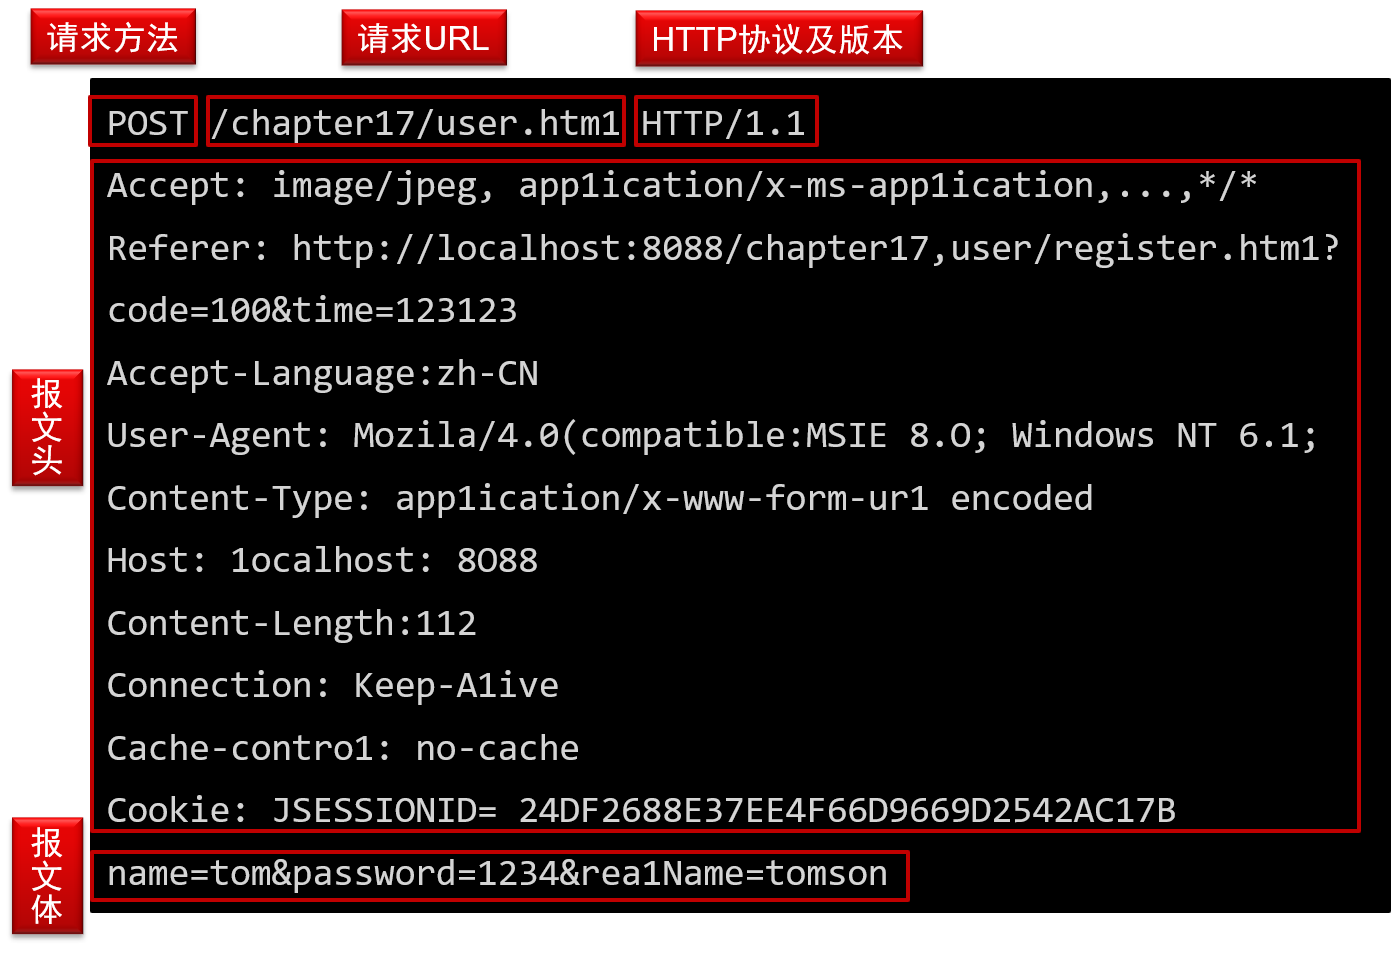 请求方法
请求URL
HTTP协议及版本
POST /chapter17/user.htm1 HTTP/1.1
Accept: image/jpeg, app1ication/x-ms-app1ication,...,*/*
Referer: http://localhost:8088/chapter17,user/register.htm1?
code=100&time=123123
Accept-Language:zh-CN
User-Agent: Mozila/4.0(compatible:MSIE 8.O; Windows NT 6.1;
Content-Type: app1ication/x-www-form-ur1 encoded
Host: 1ocalhost: 8O88
Content-Length:112
Connection: Keep-A1ive
Cache-contro1: no-cache
Cookie: JSESSIONID= 24DF2688E37EE4F66D9669D2542AC17B
name=tom&password=1234&rea1Name=tomson
报文头
报文体